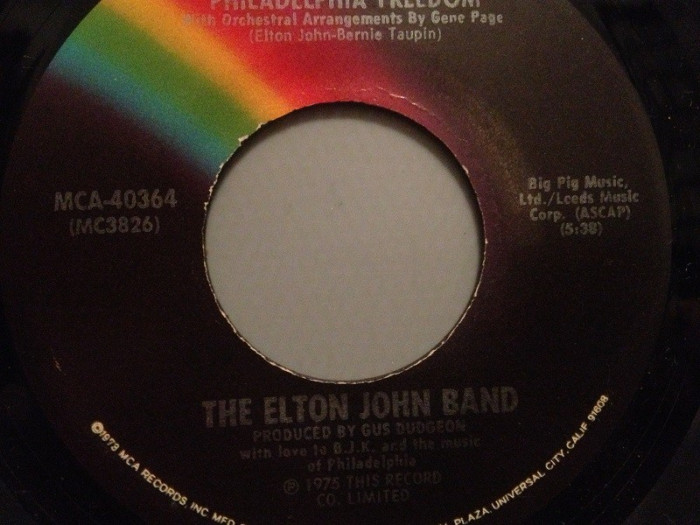 PHILADELPHIA FREEDOM
With Orchestral Arrangements By Gene Page
(Elton John-Bernie Taupin)
MCA-40364
(MC3826)
Big Pig Music,
Ltd./Leeds Music
Corp. (ASCAP)
(5:38)
THE ELTON JOHN BAND
PRODUCED BY GUS DUDGEON
with love to B.J.K. and the music
of Philadelphia
℗ 1975 THIS RECORD
CO. LIMITED
©1973 MCA RECORDS, INC MFD
PLAZA, UNIVERSAL CITY, CALIF 91608